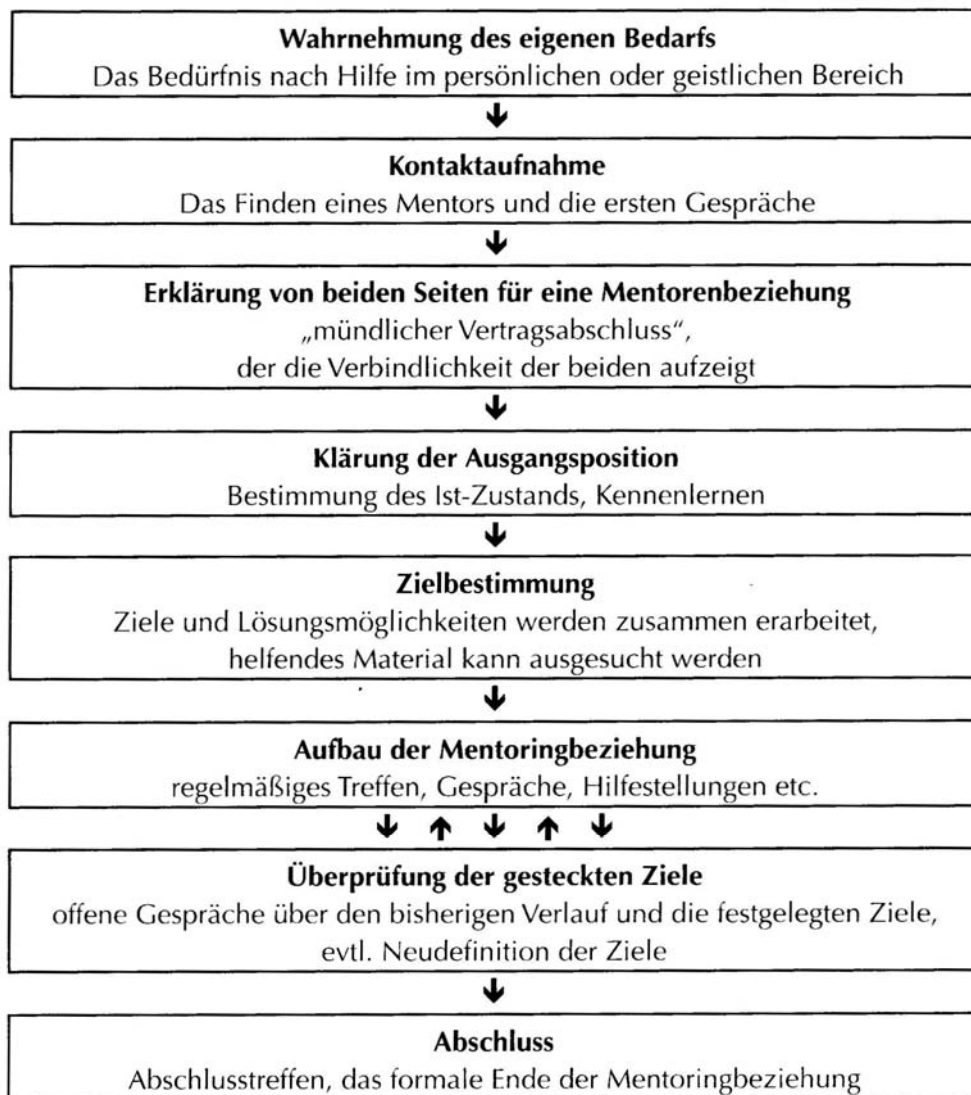 Wahrnehmung des eigenen Bedarfs
Das Bedürfnis nach Hilfe im persönlichen oder geistlichen Bereich
Kontaktaufnahme
Das Finden eines Mentors und die ersten Gespräche
Erklärung von beiden Seiten für eine Mentorenbeziehung
„mündlicher Vertragsabschluss“,
der die Verbindlichkeit der beiden aufzeigt
Klärung der Ausgangsposition
Bestimmung des Ist-Zustands, Kennenlernen
Zielbestimmung
Ziele und Lösungsmöglichkeiten werden zusammen erarbeitet,
helfendes Material kann ausgesucht werden
Aufbau der Mentoringbeziehung
regelmäßiges Treffen, Gespräche, Hilfestellungen etc.
Überprüfung der gesteckten Ziele
offene Gespräche über den bisherigen Verlauf und die festgelegten Ziele,
evtl. Neudefinition der Ziele
Abschluss
Abschlusstreffen, das formale Ende der Mentoringbeziehung